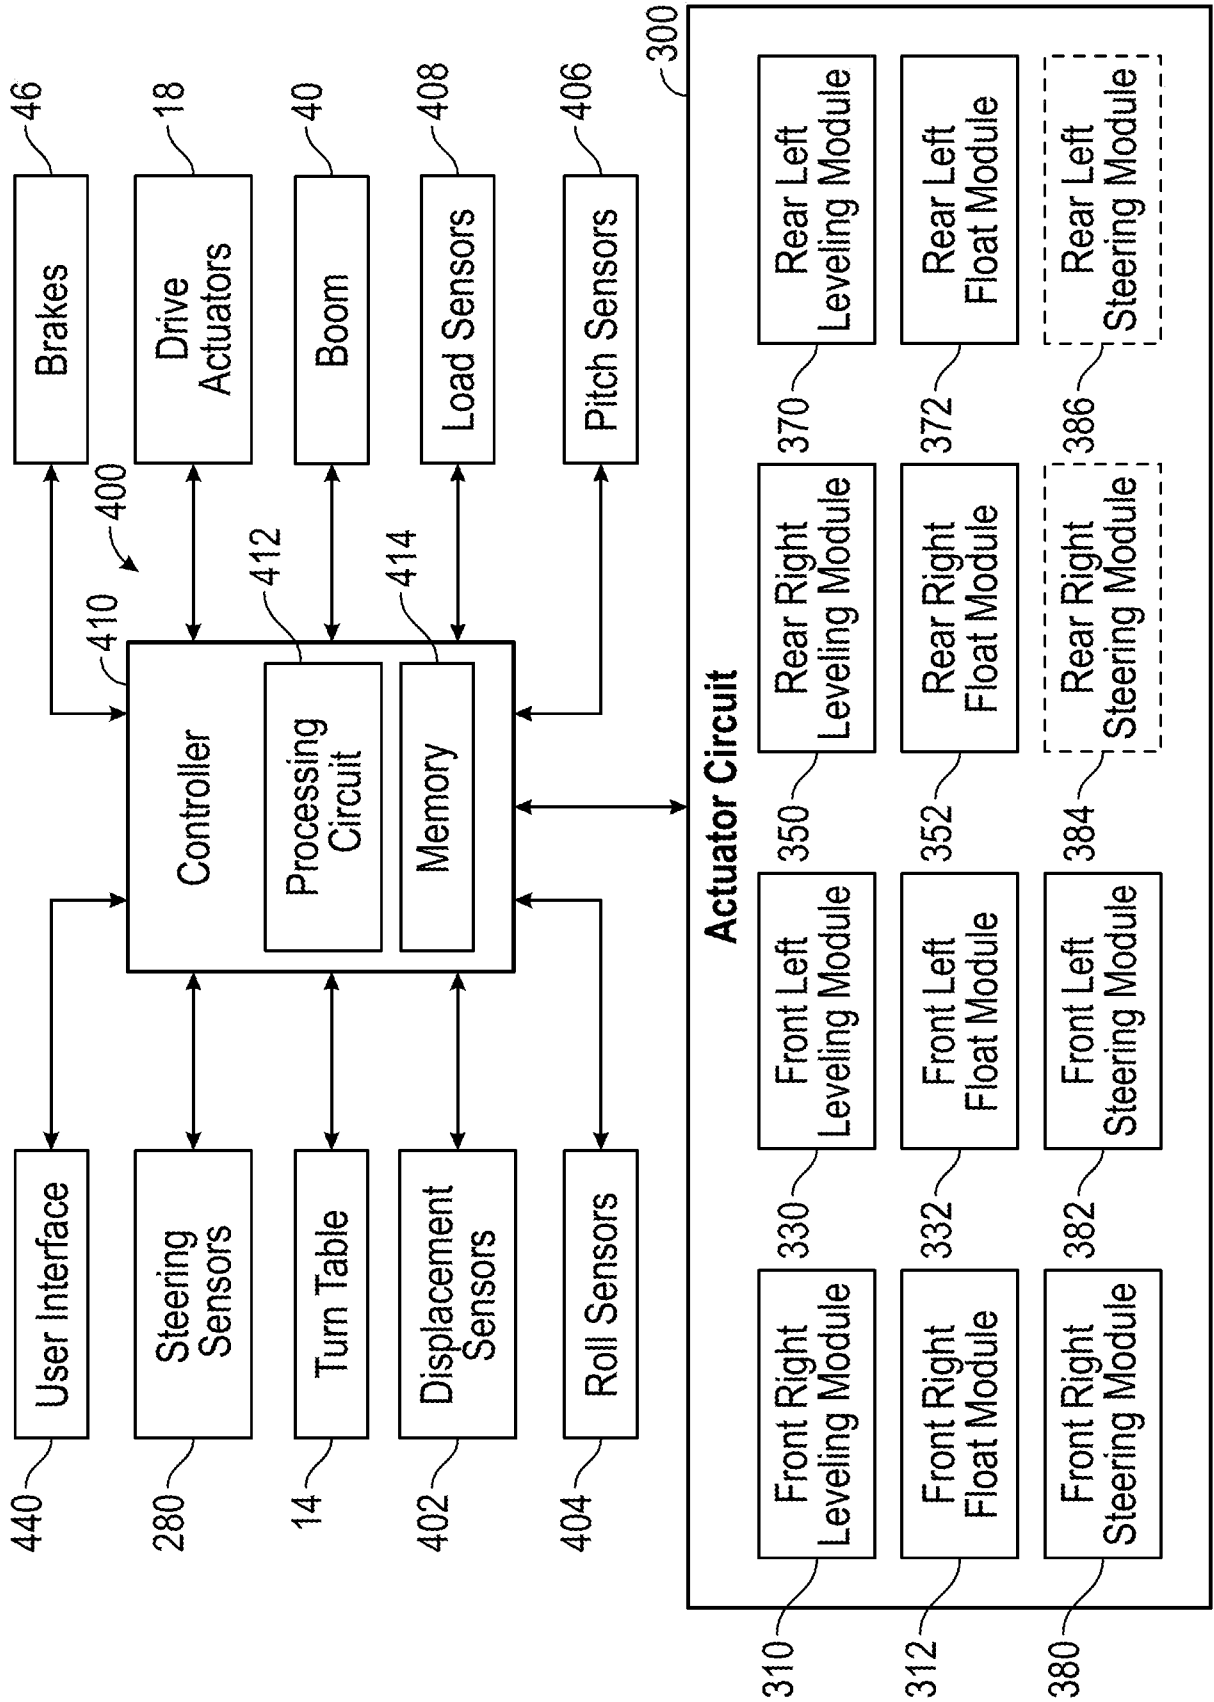 400
440
User Interface
46
Brakes
410
Controller
280
Steering
Sensors
18
Drive
Actuators
412
Processing
Circuit
14
Turn Table
40
Boom
414
Memory
402
Displacement
Sensors
408
Load Sensors
404
Roll Sensors
406
Pitch Sensors
300
Actuator Circuit
310
Front Right
Leveling Module
330
Front Left
Leveling Module
350
Rear Right
Leveling Module
370
Rear Left
Leveling Module
312
Front Right
Float Module
332
Front Left
Float Module
352
Rear Right
Float Module
372
Rear Left
Float Module
380
Front Right
Steering Module
382
Front Left
Steering Module
384
Rear Right
Steering Module
386
Rear Left
Steering Module